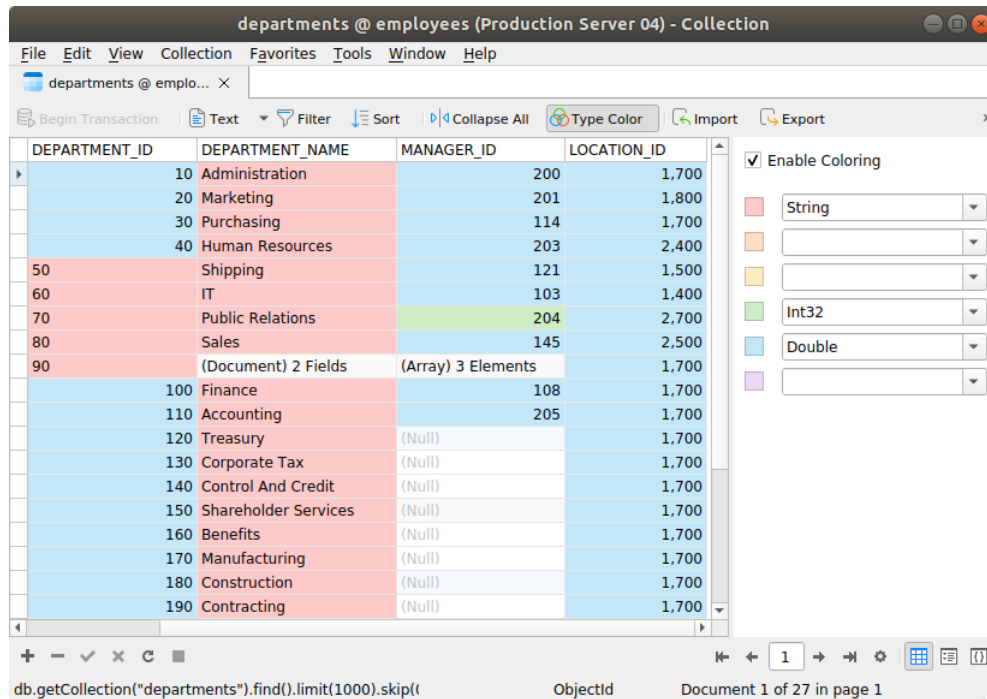 departments @ employees (Production Server 04) - Collection
File Edit View Collection Favorites Tools Window Help
departments @ emplo...
Begin Transaction Text Filter Sort Collapse All Type Color Import Export
DEPARTMENT_ID DEPARTMENT_NAME MANAGER_ID LOCATION_ID
10 Administration 200 1,700
20 Marketing 201 1,800
30 Purchasing 114 1,700
40 Human Resources 203 2,400
50 Shipping 121 1,500
60 IT 103 1,400
70 Public Relations 204 2,700
80 Sales 145 2,500
90 (Document) 2 Fields (Array) 3 Elements 1,700
100 Finance 108 1,700
110 Accounting 205 1,700
120 Treasury (Null) 1,700
130 Corporate Tax (Null) 1,700
140 Control And Credit (Null) 1,700
150 Shareholder Services (Null) 1,700
160 Benefits (Null) 1,700
170 Manufacturing (Null) 1,700
180 Construction (Null) 1,700
190 Contracting (Null) 1,700
Enable Coloring
String
Int32
Double
1
db.getCollection("departments").find().limit(1000).skip( ObjectId Document 1 of 27 in page 1